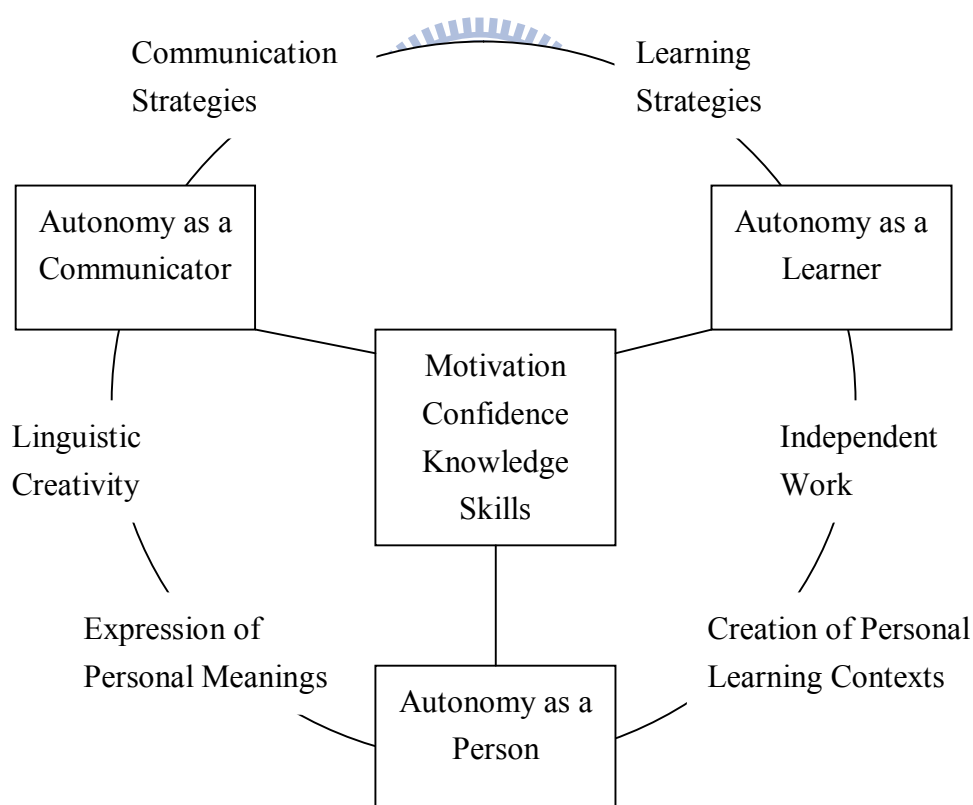 Communication
Strategies
Learning
Strategies
Autonomy as a
Communicator
Autonomy as a
Learner
Motivation
Confidence
Knowledge
Skills
Linguistic
Creativity
Independent
Work
Expression of
Personal Meanings
Creation of Personal
Learning Contexts
Autonomy as a
Person